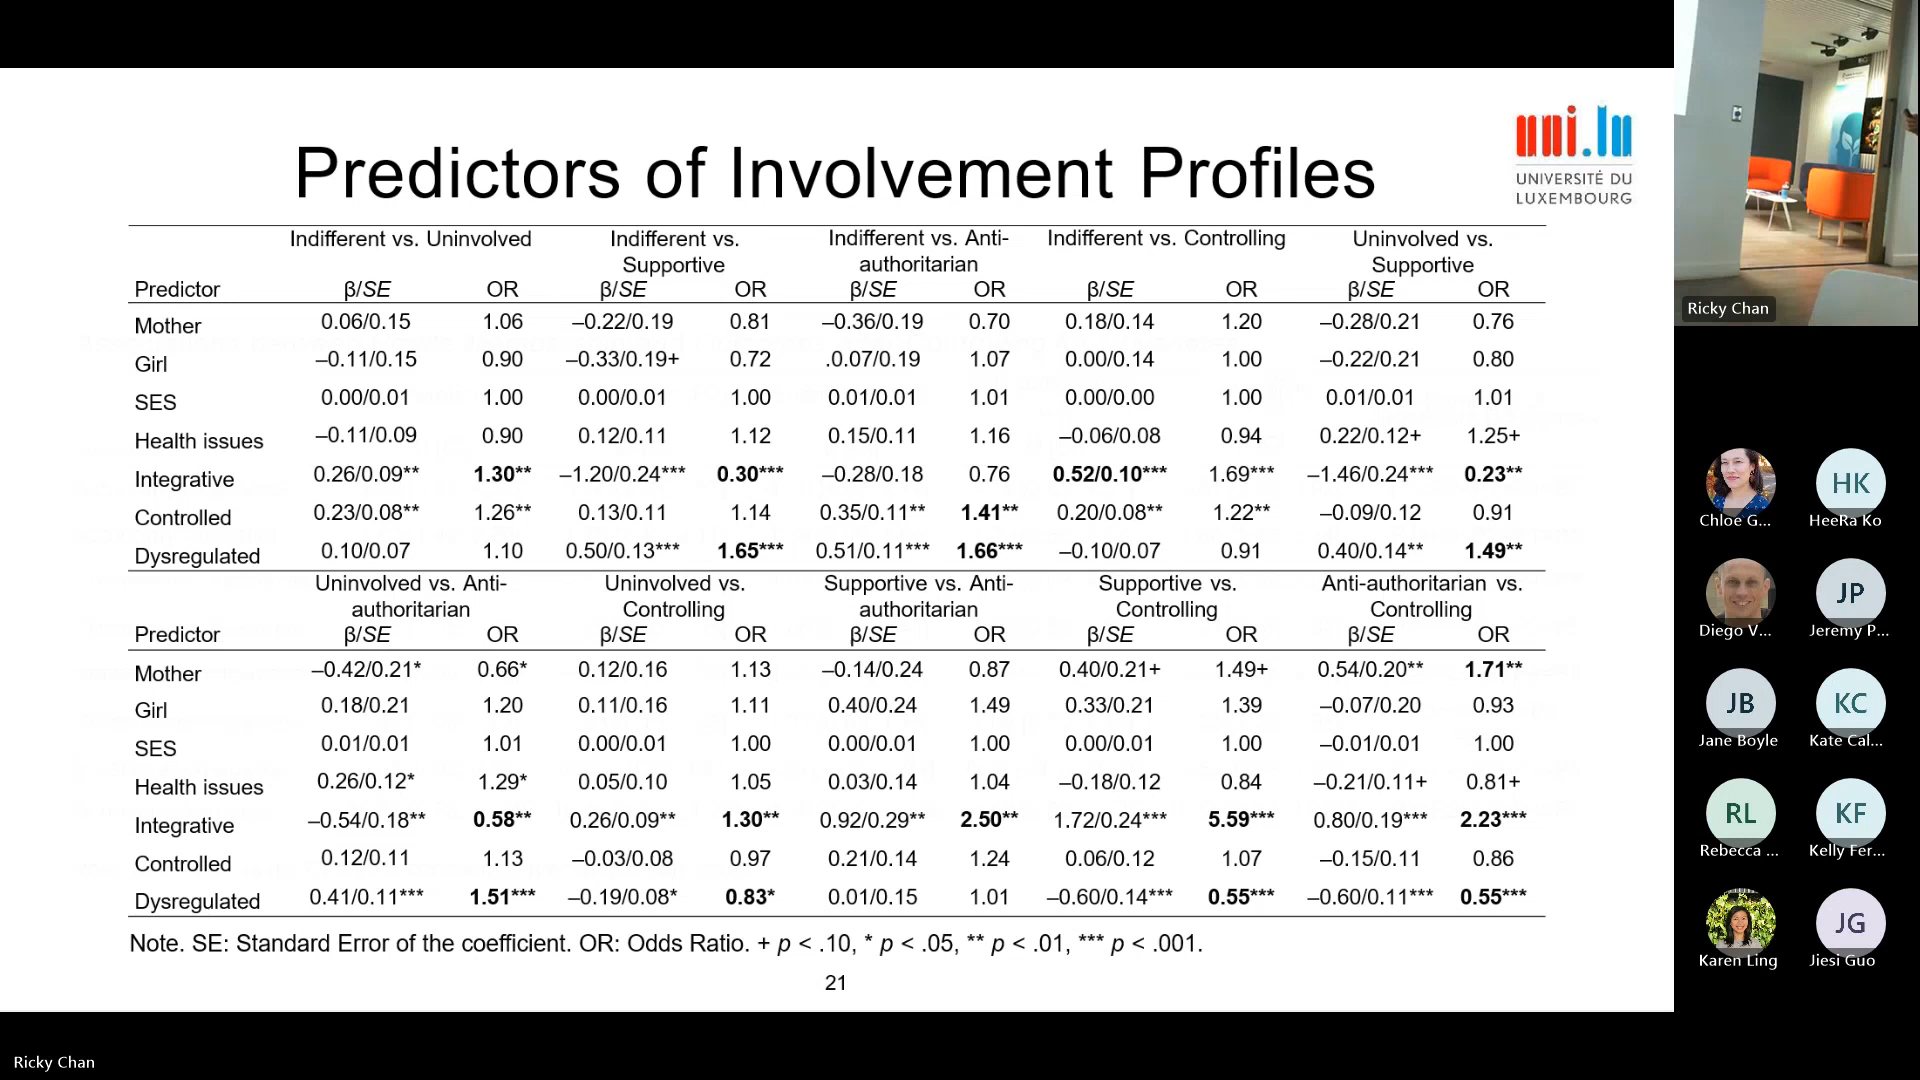 Predictors of Involvement Profiles
uni.lu
UNIVERSITÉ DU
LUXEMBOURG
Indifferent vs. Uninvolved Indifferent vs. Supportive Indifferent vs. Anti-authoritarian Indifferent vs. Controlling Uninvolved vs. Supportive
Predictor β/SE OR β/SE OR β/SE OR β/SE OR β/SE OR
Mother 0.06/0.15 1.06 –0.22/0.19 0.81 –0.36/0.19 0.70 0.18/0.14 1.20 –0.28/0.21 0.76
Girl –0.11/0.15 0.90 –0.33/0.19+ 0.72 .0.07/0.19 1.07 0.00/0.14 1.00 –0.22/0.21 0.80
SES 0.00/0.01 1.00 0.00/0.01 1.00 0.01/0.01 1.01 0.00/0.00 1.00 0.01/0.01 1.01
Health issues –0.11/0.09 0.90 0.12/0.11 1.12 0.15/0.11 1.16 –0.06/0.08 0.94 0.22/0.12+ 1.25+
Integrative 0.26/0.09** 1.30** –1.20/0.24*** 0.30*** –0.28/0.18 0.76 0.52/0.10*** 1.69*** –1.46/0.24*** 0.23**
Controlled 0.23/0.08** 1.26** 0.13/0.11 1.14 0.35/0.11** 1.41** 0.20/0.08** 1.22** –0.09/0.12 0.91
Dysregulated 0.10/0.07 1.10 0.50/0.13*** 1.65*** 0.51/0.11*** 1.66*** –0.10/0.07 0.91 0.40/0.14** 1.49**
Uninvolved vs. Anti-authoritarian Uninvolved vs. Controlling Supportive vs. Anti-authoritarian Supportive vs. Controlling Anti-authoritarian vs. Controlling
Predictor β/SE OR β/SE OR β/SE OR β/SE OR β/SE OR
Mother –0.42/0.21* 0.66* 0.12/0.16 1.13 –0.14/0.24 0.87 0.40/0.21+ 1.49+ 0.54/0.20** 1.71**
Girl 0.18/0.21 1.20 0.11/0.16 1.11 0.40/0.24 1.49 0.33/0.21 1.39 –0.07/0.20 0.93
SES 0.01/0.01 1.01 0.00/0.01 1.00 0.00/0.01 1.00 0.00/0.01 1.00 –0.01/0.01 1.00
Health issues 0.26/0.12* 1.29* 0.05/0.10 1.05 0.03/0.14 1.04 –0.18/0.12 0.84 –0.21/0.11+ 0.81+
Integrative –0.54/0.18** 0.58** 0.26/0.09** 1.30** 0.92/0.29** 2.50** 1.72/0.24*** 5.59*** 0.80/0.19*** 2.23***
Controlled 0.12/0.11 1.13 –0.03/0.08 0.97 0.21/0.14 1.24 0.06/0.12 1.07 –0.15/0.11 0.86
Dysregulated 0.41/0.11*** 1.51*** –0.19/0.08* 0.83* 0.01/0.15 1.01 –0.60/0.14*** 0.55*** –0.60/0.11*** 0.55***
Note. SE: Standard Error of the coefficient. OR: Odds Ratio. + p < .10, * p < .05, ** p < .01, *** p < .001.
21
Ricky Chan
Ricky Chan
Chloe G...
HK
HeeRa Ko
Diego V...
JP
Jeremy P...
JB
Jane Boyle
KC
Kate Cal...
RL
Rebecca ...
KF
Kelly Fer...
Karen Ling
JG
Jiesi Guo